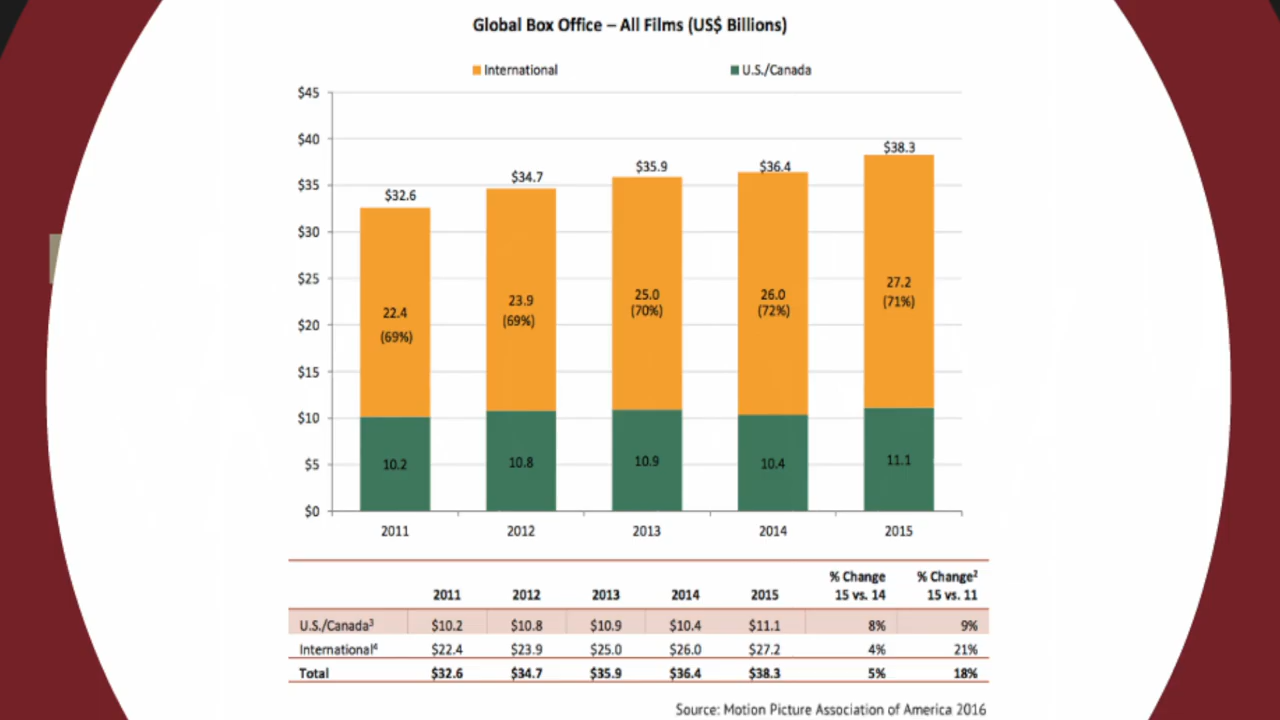 Global Box Office – All Films (US$ Billions)
International U.S./Canada
$45
$40
$35
$30
$25
$20
$15
$10
$5
$0
$32.6 $34.7 $35.9 $36.4 $38.3
22.4 23.9 25.0 26.0 27.2
(69%) (69%) (70%) (72%) (71%)
10.2 10.8 10.9 10.4 11.1
2011 2012 2013 2014 2015
% Change % Change²
2011 2012 2013 2014 2015 15 vs. 14 15 vs. 11
U.S./Canada³ $10.2 $10.8 $10.9 $10.4 $11.1 8% 9%
International⁴ $22.4 $23.9 $25.0 $26.0 $27.2 4% 21%
Total $32.6 $34.7 $35.9 $36.4 $38.3 5% 18%
Source: Motion Picture Association of America 2016